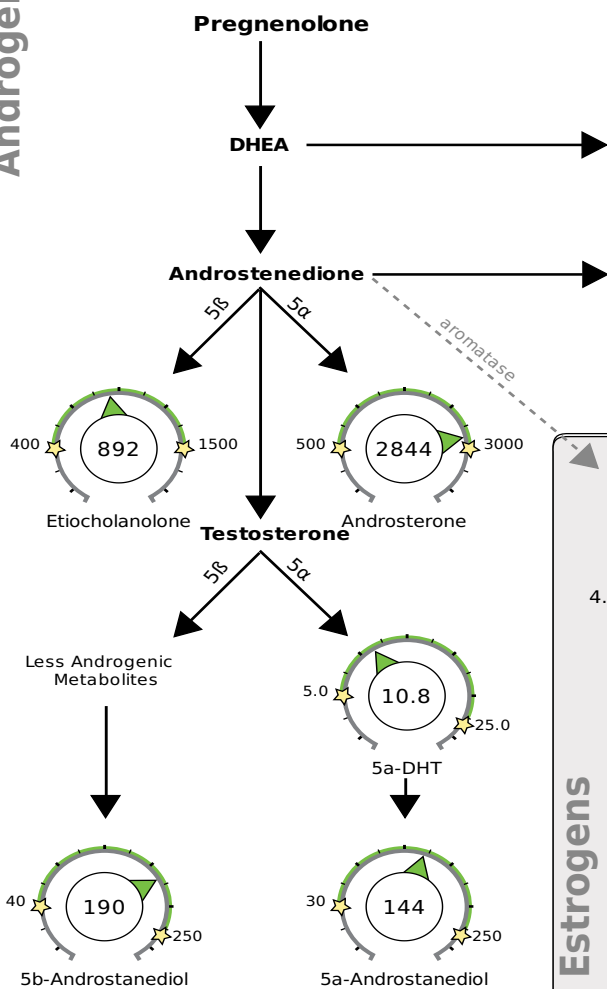 Androgen
Pregnenolone
DHEA
Androstenedione
5ß
5α
aromatase
400
892
1500
Etiocholanolone
500
2844
3000
Androsterone
Testosterone
5ß
5α
Less Androgenic
Metabolites
5.0
10.8
25.0
5a-DHT
4.
40
190
250
5b-Androstanediol
30
144
250
5a-Androstanediol
Estrogens